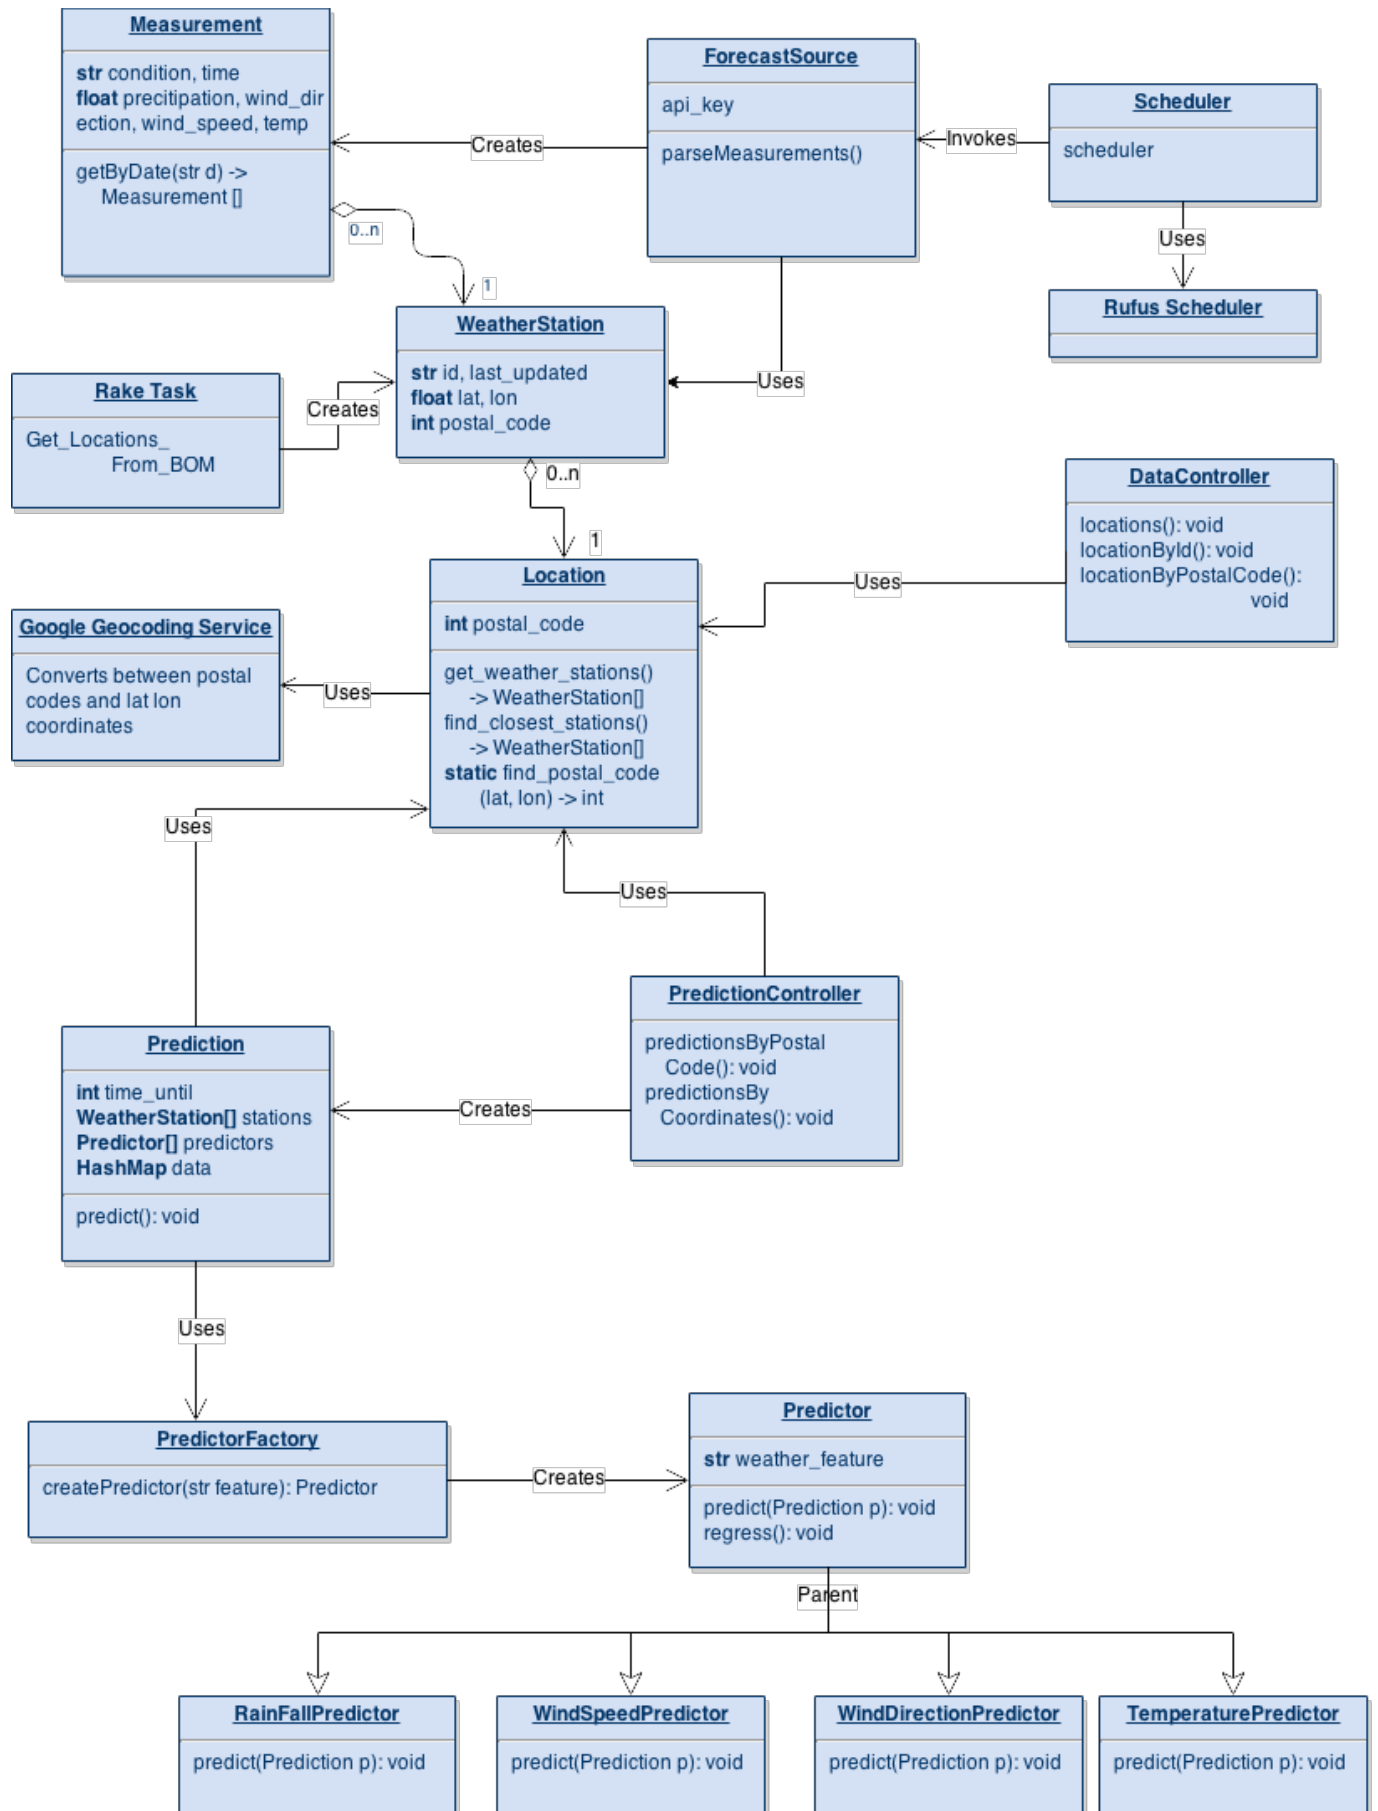 Measurement
str condition, time
float precitipation, wind_dir
ection, wind_speed, temp
getByDate(str d) ->
Measurement []
ForecastSource
api_key
parseMeasurements()
Scheduler
scheduler
Creates
Invokes
Uses
Rufus Scheduler
0..n
1
WeatherStation
str id, last_updated
float lat, lon
int postal_code
Uses
Rake Task
Get_Locations_
From_BOM
Creates
0..n
1
DataController
locations(): void
locationById(): void
locationByPostalCode():
void
Uses
Location
int postal_code
get_weather_stations()
-> WeatherStation[]
find_closest_stations()
-> WeatherStation[]
static find_postal_code
(lat, lon) -> int
Google Geocoding Service
Converts between postal
codes and lat lon
coordinates
Uses
Uses
Uses
PredictionController
predictionsByPostal
Code(): void
predictionsBy
Coordinates(): void
Prediction
int time_until
WeatherStation[] stations
Predictor[] predictors
HashMap data
predict(): void
Creates
Uses
PredictorFactory
createPredictor(str feature): Predictor
Creates
Predictor
str weather_feature
predict(Prediction p): void
regress(): void
Parent
RainFallPredictor
predict(Prediction p): void
WindSpeedPredictor
predict(Prediction p): void
WindDirectionPredictor
predict(Prediction p): void
TemperaturePredictor
predict(Prediction p): void